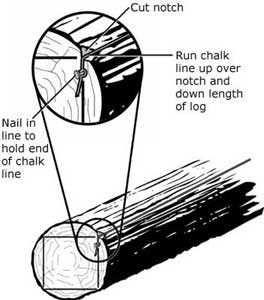 Cut notch
Run chalk
line up over
notch and
down length
of log
Nail in
line to
hold end
of chalk
line